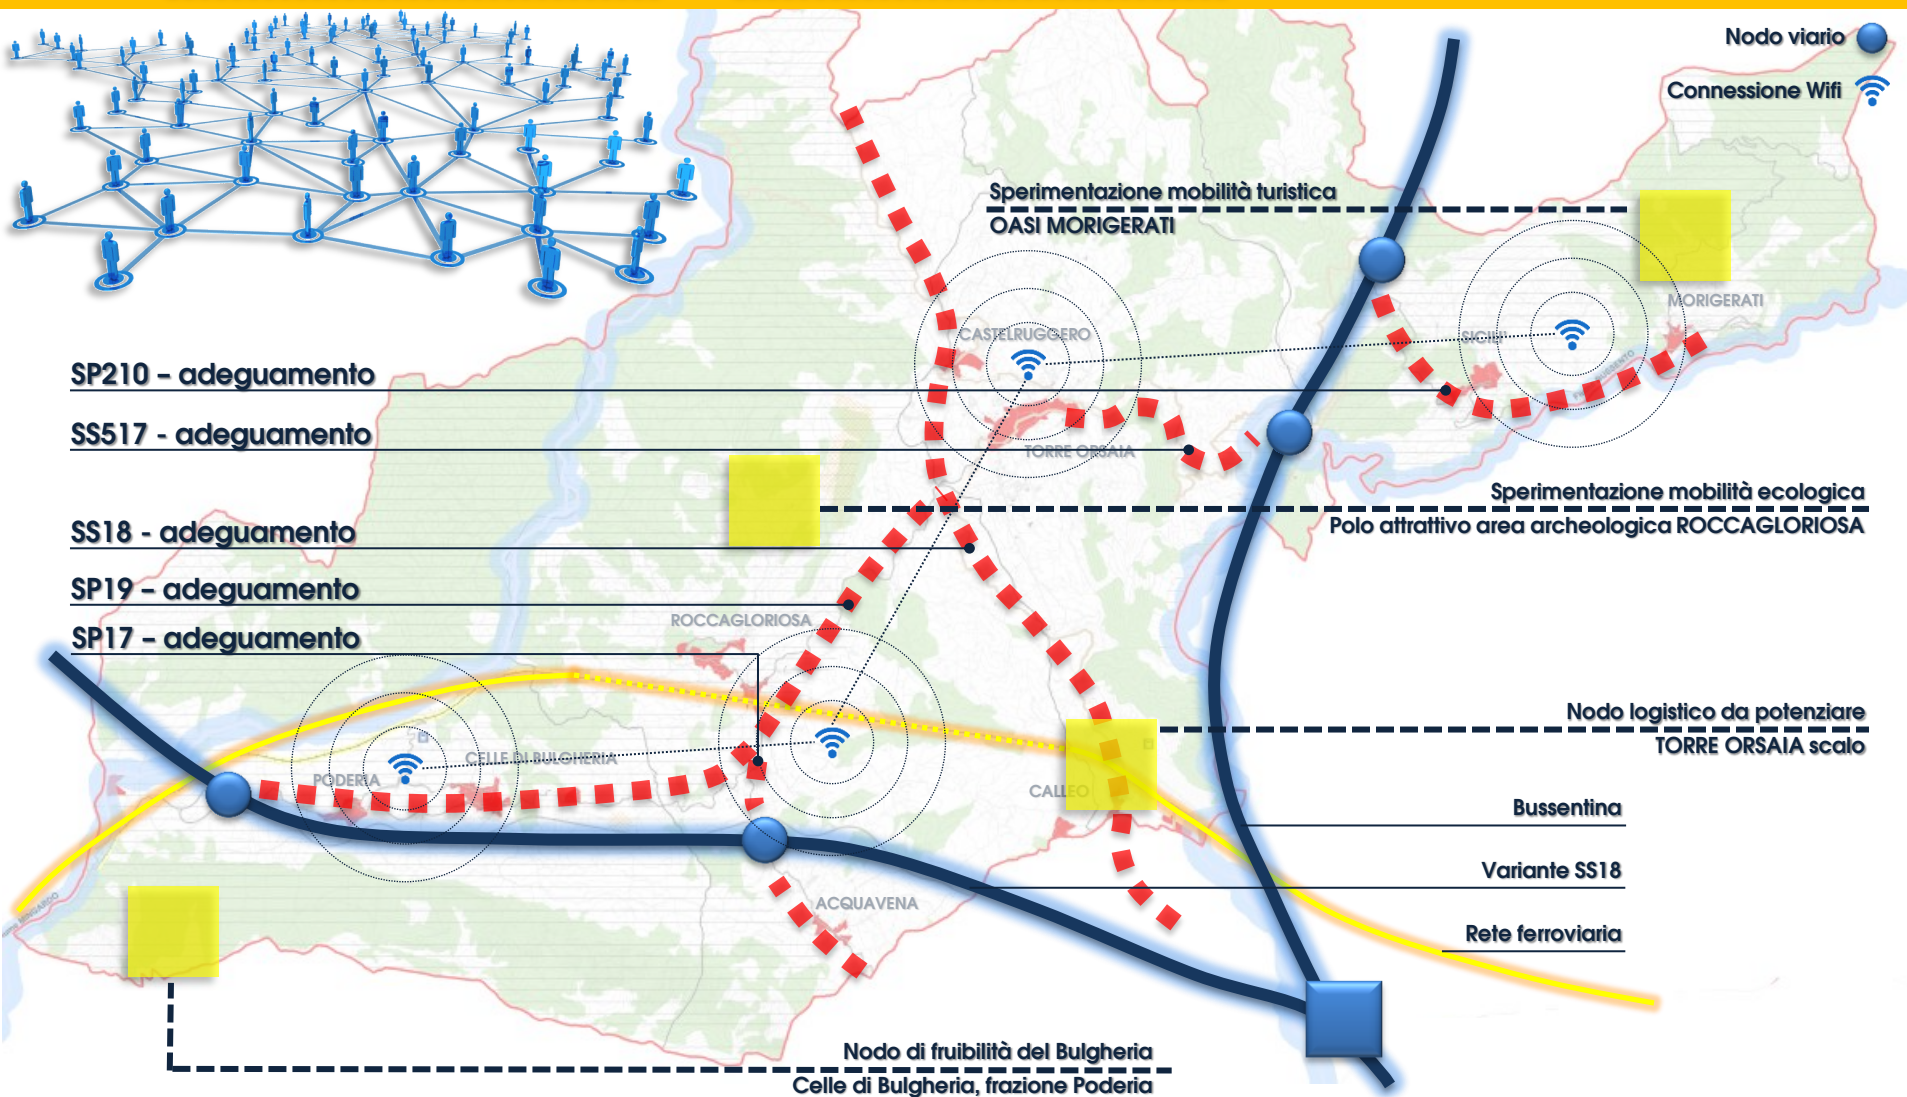 Nodo viario
Connessione Wifi
Sperimentazione mobilità turistica
OASI MORIGERATI
MORIGERATI
CASTELRUGGERO
SICILI'
SP210 – adeguamento
SS517 - adeguamento
TORRE ORSAIA
Sperimentazione mobilità ecologica
Polo attrattivo area archeologica ROCCAGLORIOSA
SS18 - adeguamento
SP19 – adeguamento
ROCCAGLORIOSA
SP17 – adeguamento
Nodo logistico da potenziare
TORRE ORSAIA scalo
CELLE DI BULGHERIA
PODERIA
CALLEO
Bussentina
Variante SS18
ACQUAVENA
Rete ferroviaria
MINGARDO
Nodo di fruibilità del Bulgheria
Celle di Bulgheria, frazione Poderia